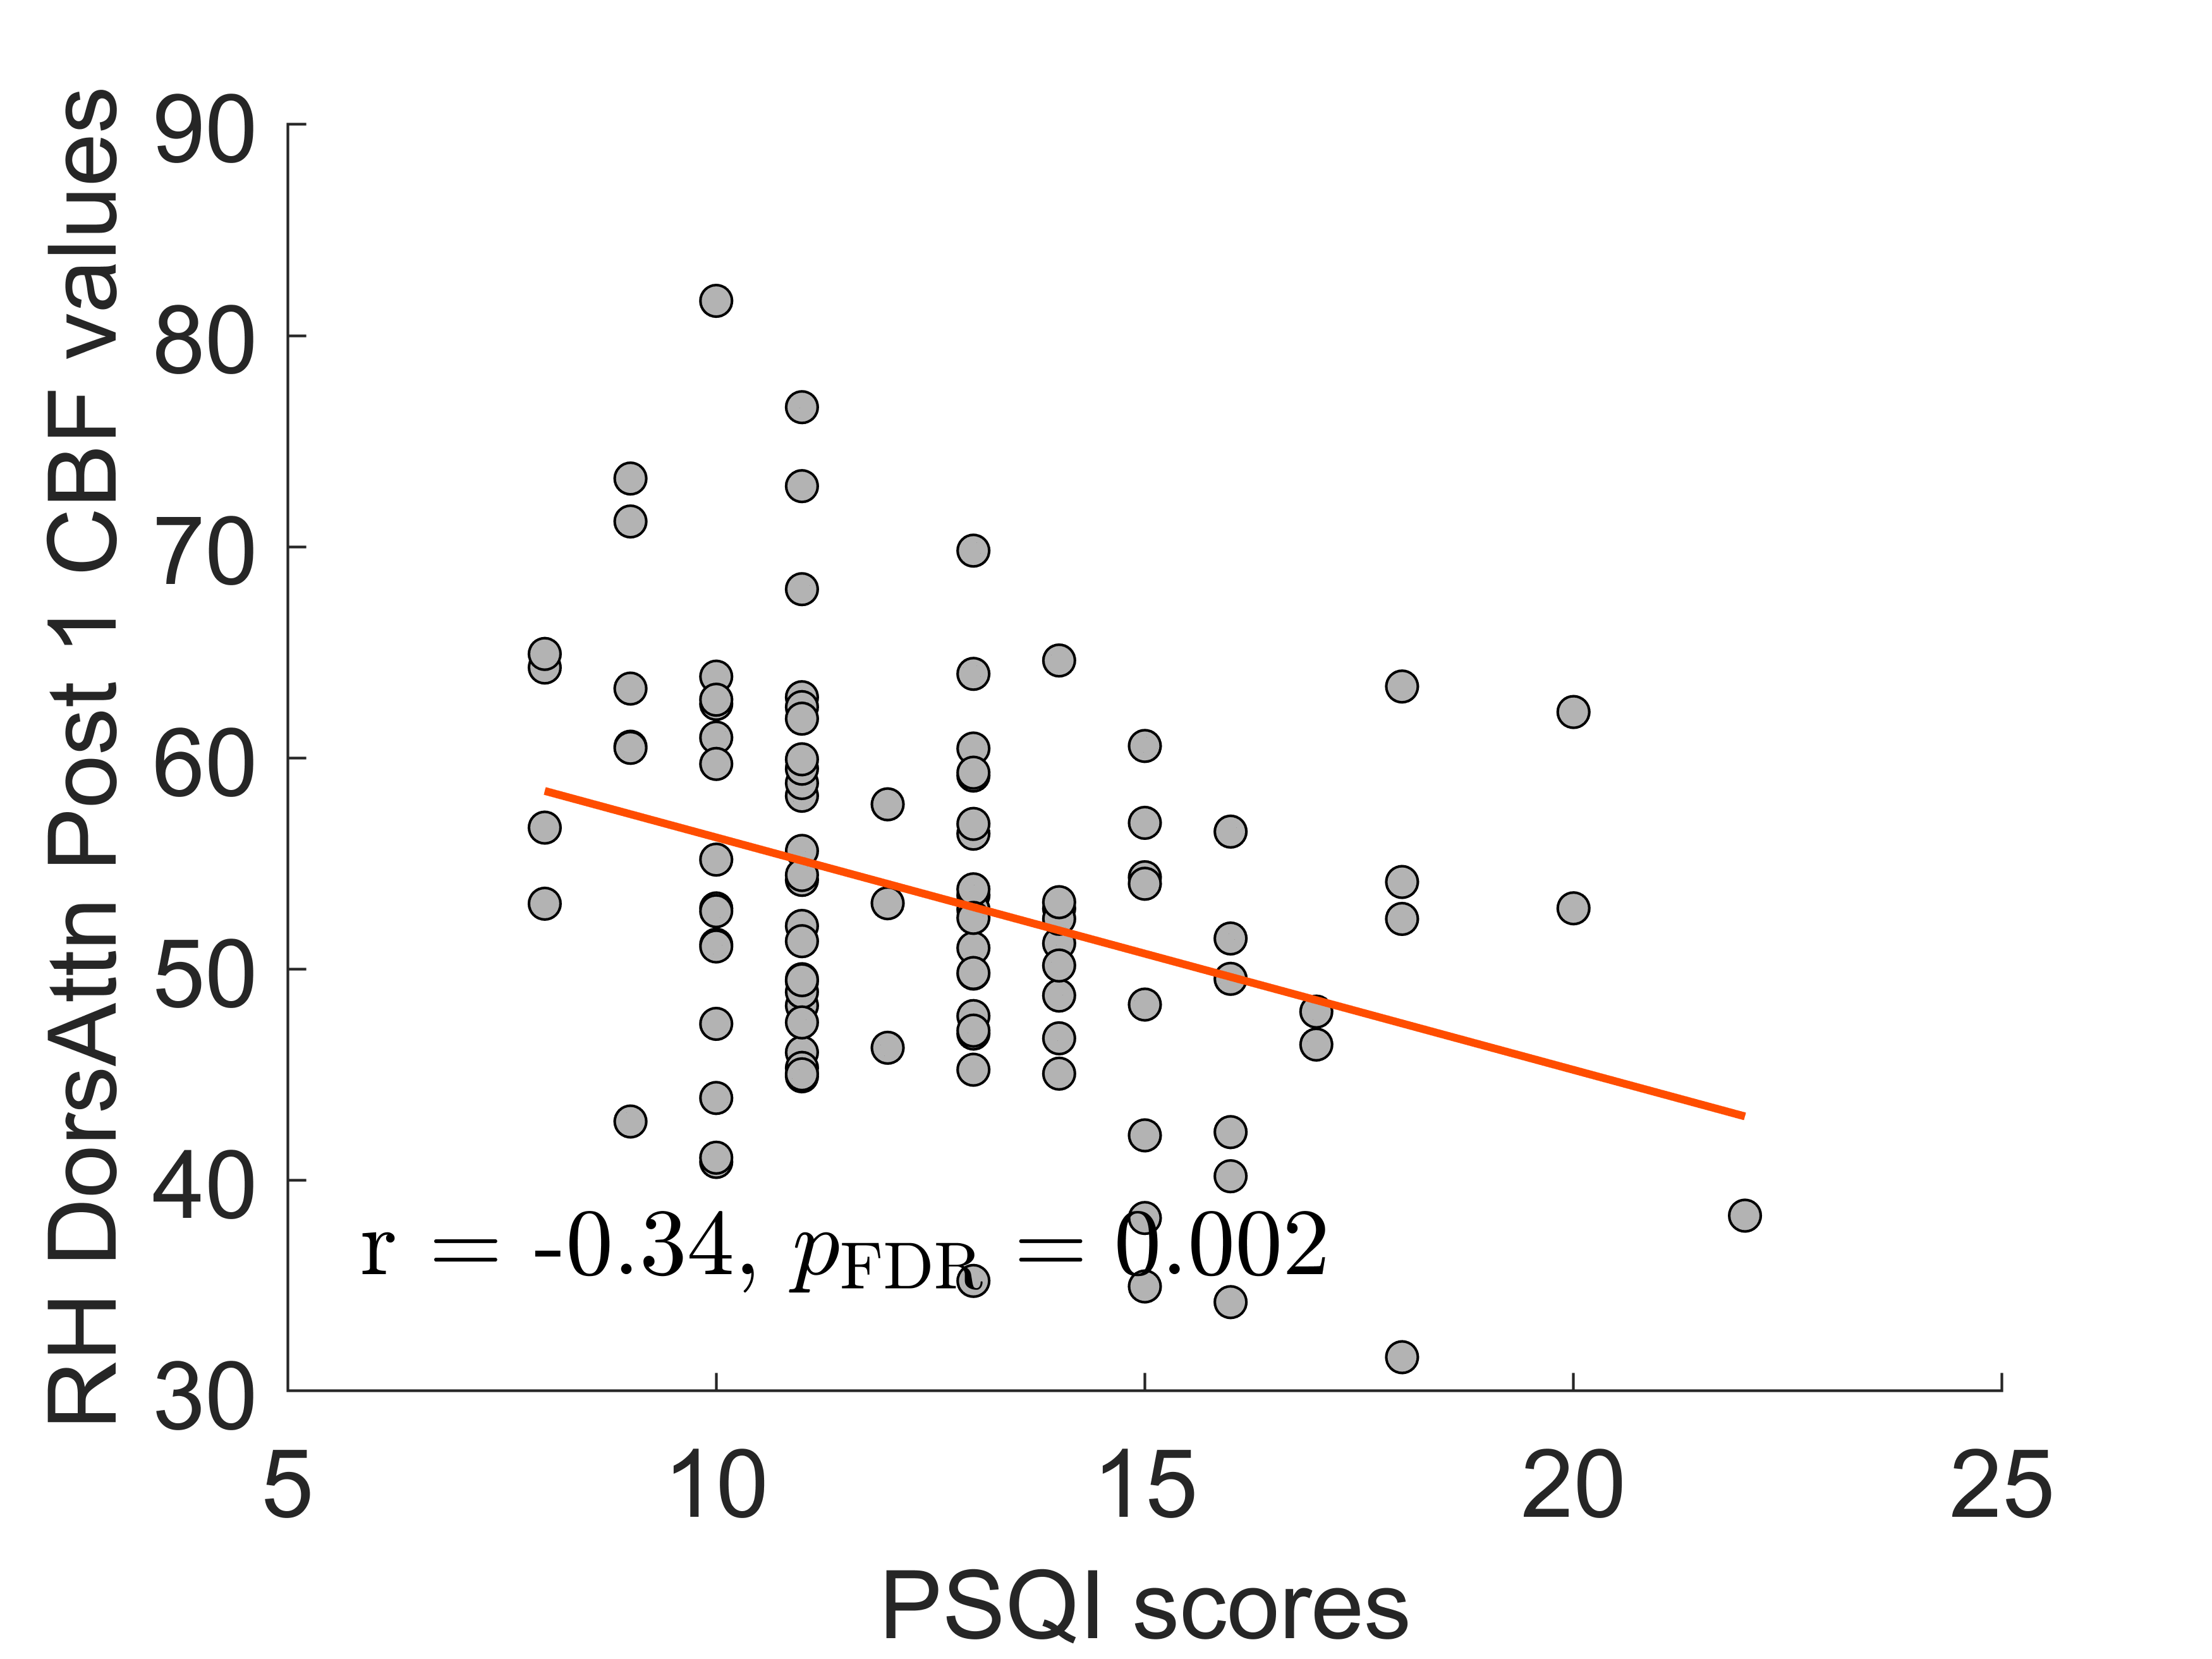 RH DorsAttn Post 1 CBF values
90
80
70
60
50
40
30
r = -0.34, pFDR = 0.002
5 10 15 20 25
PSQI scores